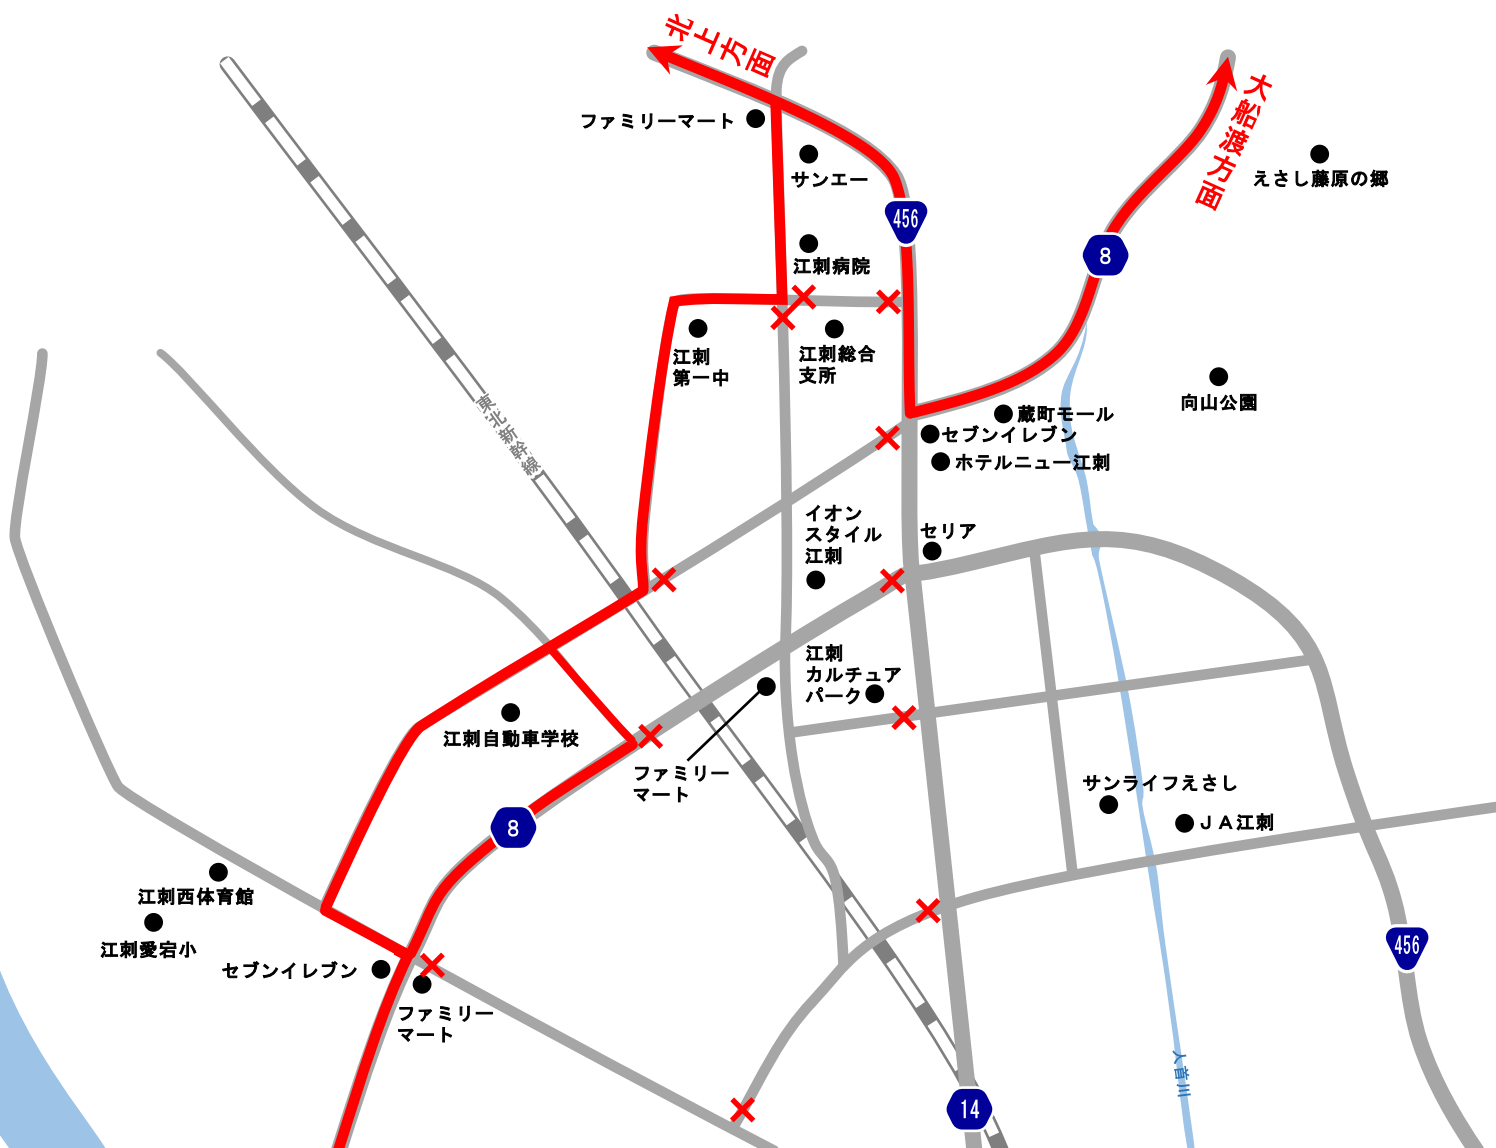 北上方面
大船渡方面
ファミリーマート
サンエー
えさし藤原の郷
456
8
江刺病院
江刺
第一中
江刺総合
支所
向山公園
東北新幹線
蔵町モール
セブンイレブン
ホテルニュー江刺
イオン
スタイル
江刺
セリア
江刺
カルチュア
パーク
江刺自動車学校
ファミリー
マート
サンライフえさし
ＪＡ江刺
8
江刺西体育館
江刺愛宕小
セブンイレブン
ファミリー
マート
456
人首川
14